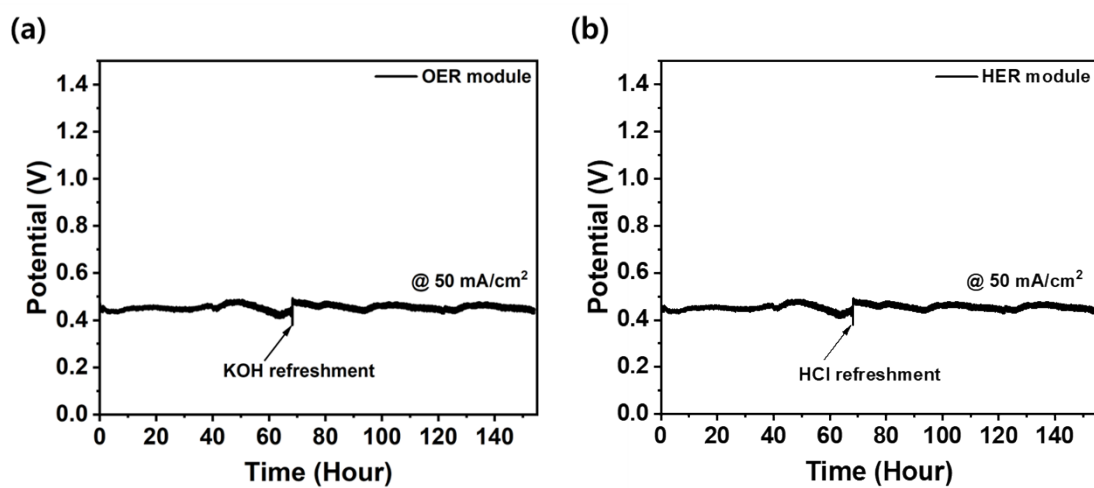 (a)
OER module
1.4
1.2
1.0
0.8
0.6
0.4
0.2
0.0
Potential (V)
@ 50 mA/cm²
KOH refreshment
0 20 40 60 80 100 120 140
Time (Hour)
(b)
HER module
1.4
1.2
1.0
0.8
0.6
0.4
0.2
0.0
Potential (V)
@ 50 mA/cm²
HCl refreshment
0 20 40 60 80 100 120 140
Time (Hour)